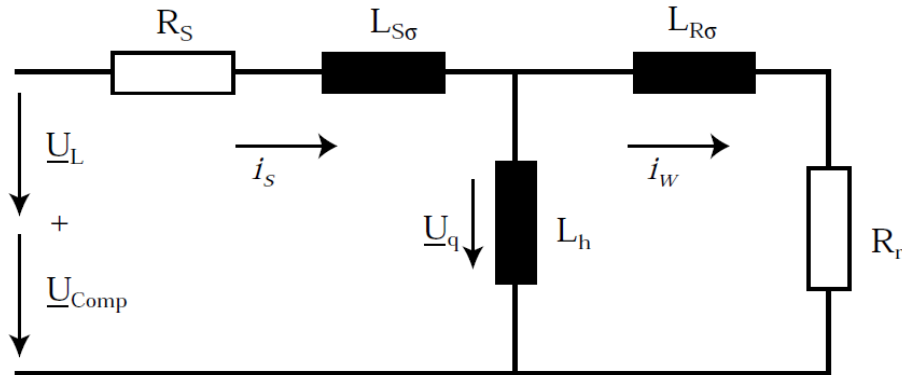 R_S L_Sσ L_Rσ
U_L
i_S i_W
+
U_q L_h R_r
U_Comp